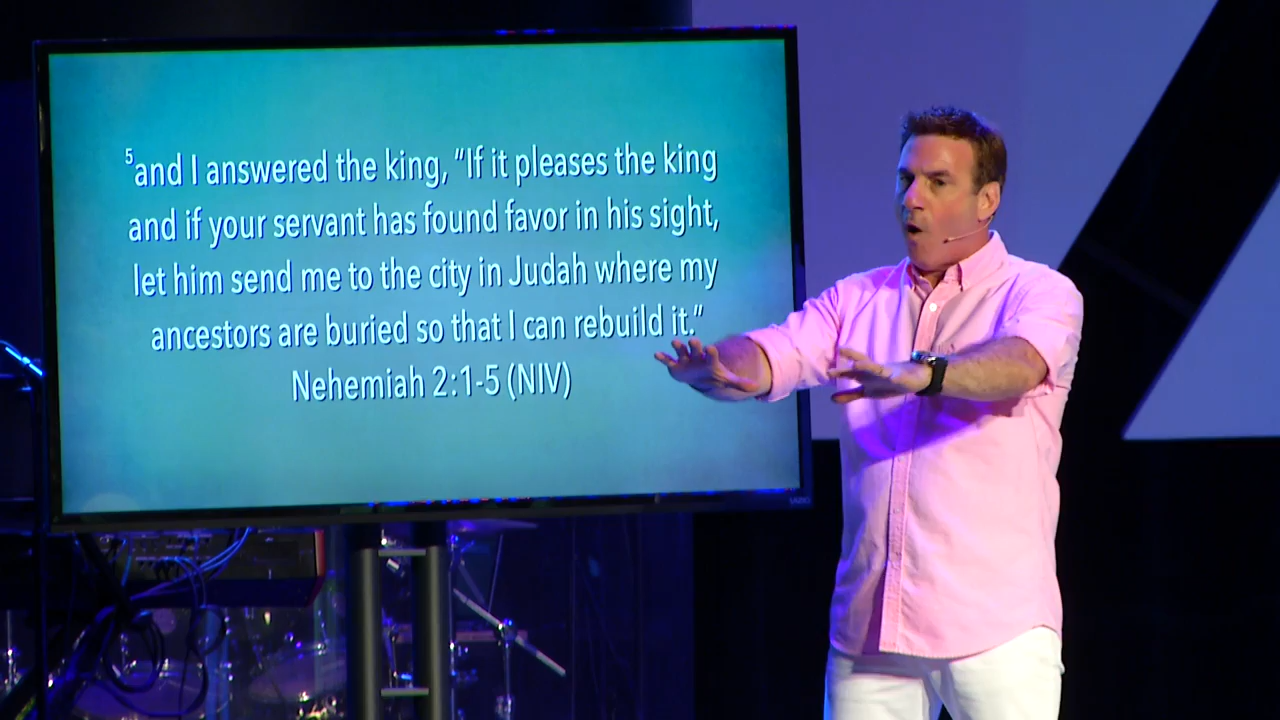 ⁵and I answered the king, “If it pleases the king
and if your servant has found favor in his sight,
let him send me to the city in Judah where my
ancestors are buried so that I can rebuild it.”
Nehemiah 2:1-5 (NIV)
VIZIO